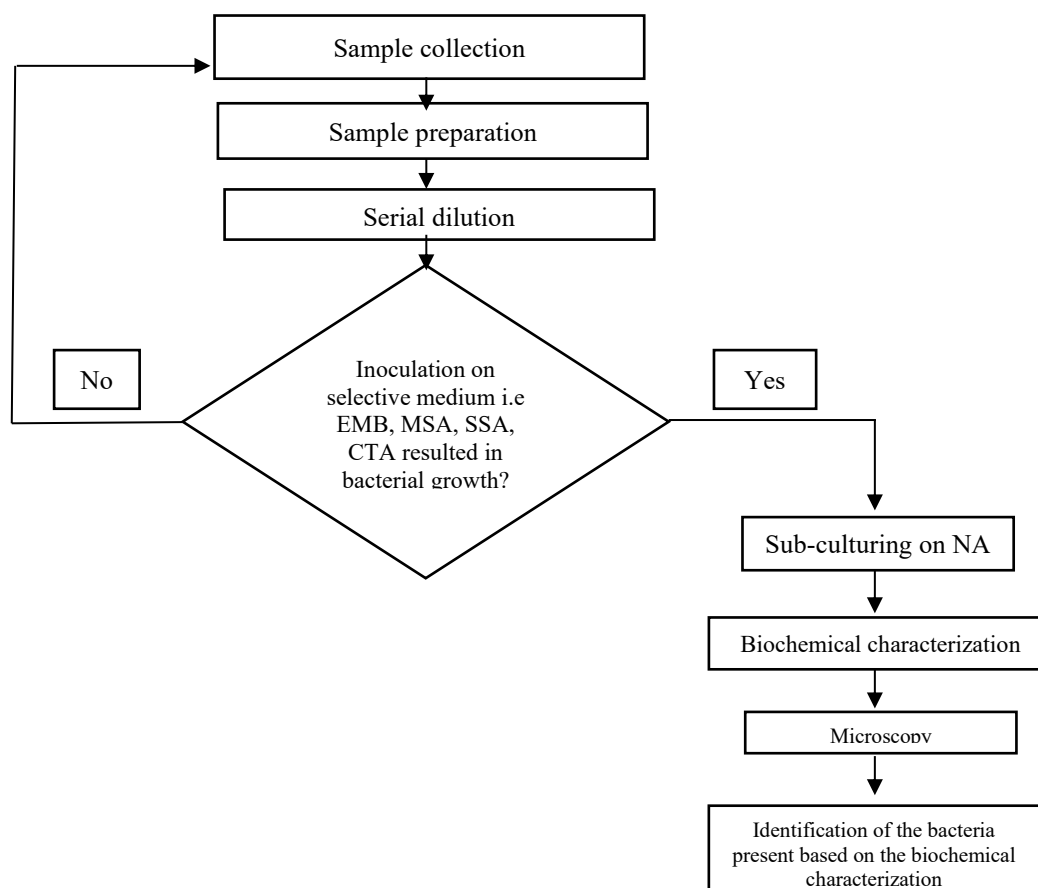 Sample collection
Sample preparation
Serial dilution
No
Yes
Inoculation on
selective medium i.e
EMB, MSA, SSA,
CTA resulted in
bacterial growth?
Sub-culturing on NA
Biochemical characterization
Microscopy
Identification of the bacteria
present based on the biochemical
characterization